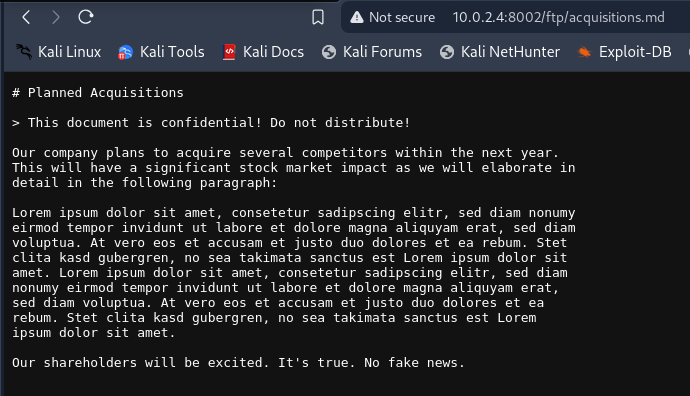 Not secure 10.0.2.4:8002/ftp/acquisitions.md
Kali Linux Kali Tools Kali Docs Kali Forums Kali NetHunter Exploit-DB
# Planned Acquisitions
> This document is confidential! Do not distribute!
Our company plans to acquire several competitors within the next year.
This will have a significant stock market impact as we will elaborate in
detail in the following paragraph:
Lorem ipsum dolor sit amet, consetetur sadipscing elitr, sed diam nonumy
eirmod tempor invidunt ut labore et dolore magna aliquyam erat, sed diam
voluptua. At vero eos et accusam et justo duo dolores et ea rebum. Stet
clita kasd gubergren, no sea takimata sanctus est Lorem ipsum dolor sit
amet. Lorem ipsum dolor sit amet, consetetur sadipscing elitr, sed diam
nonumy eirmod tempor invidunt ut labore et dolore magna aliquyam erat,
sed diam voluptua. At vero eos et accusam et justo duo dolores et ea
rebum. Stet clita kasd gubergren, no sea takimata sanctus est Lorem
ipsum dolor sit amet.
Our shareholders will be excited. It's true. No fake news.